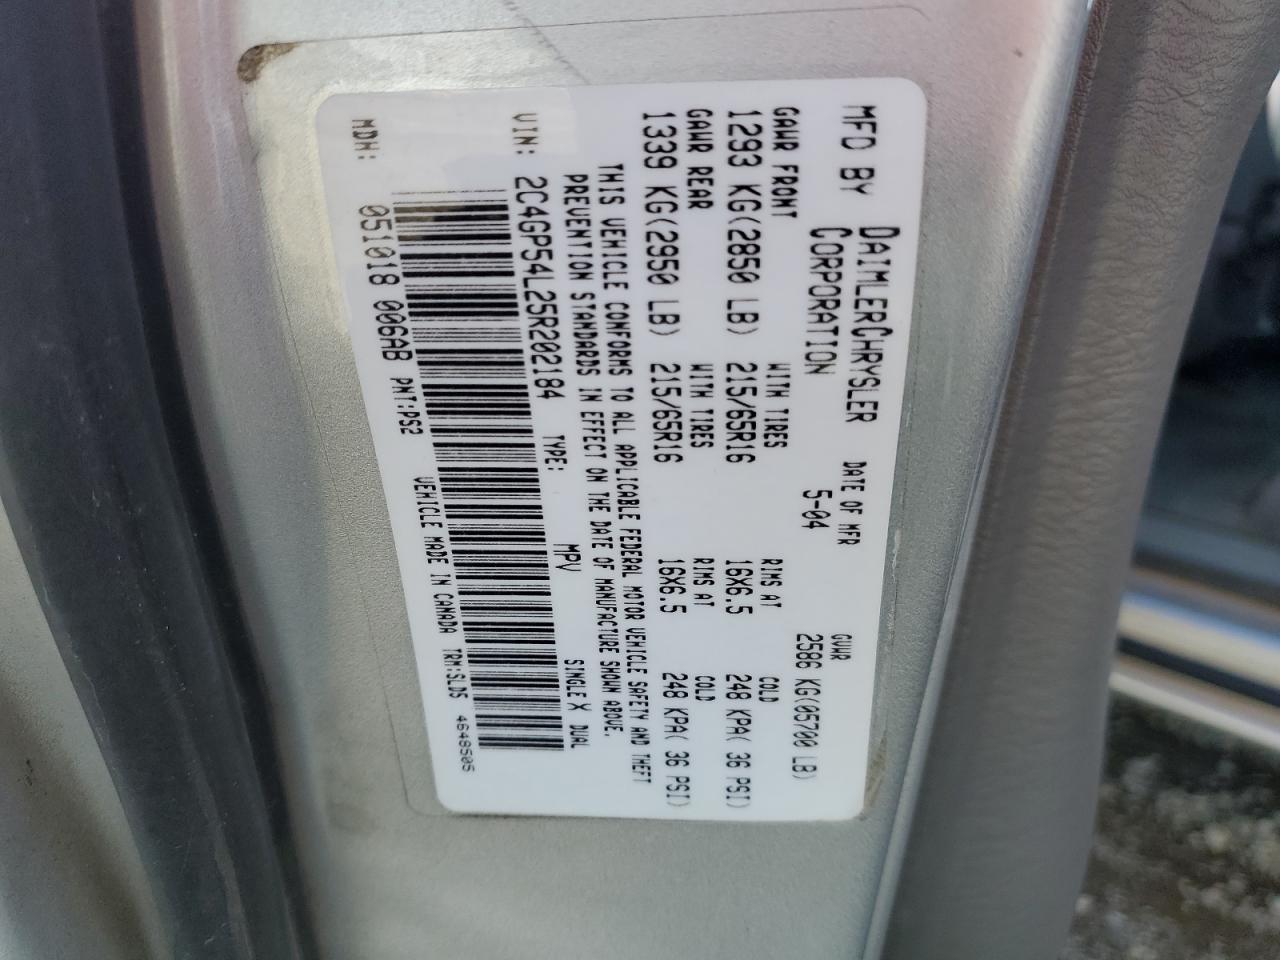 MFD BY DAIMLERCHRYSLER CORPORATION
DATE OF MFR 5-04
GVWR 2586 KG(05700 LB)
GAWR FRONT WITH TIRES RIMS AT COLD
1293 KG(2850 LB) 215/65R16 16X6.5 248 KPA( 36 PSI)
GAWR REAR WITH TIRES RIMS AT COLD
1339 KG(2950 LB) 215/65R16 16X6.5 248 KPA( 36 PSI)
THIS VEHICLE CONFORMS TO ALL APPLICABLE FEDERAL MOTOR VEHICLE SAFETY AND THEFT
PREVENTION STANDARDS IN EFFECT ON THE DATE OF MANUFACTURE SHOWN ABOVE.
VIN: 2C4GP54L25R202184 TYPE: MPV SINGLE X DUAL
MDH: 051018 006AB PNT:PS2 VEHICLE MADE IN CANADA TRM:SLD5 4648505